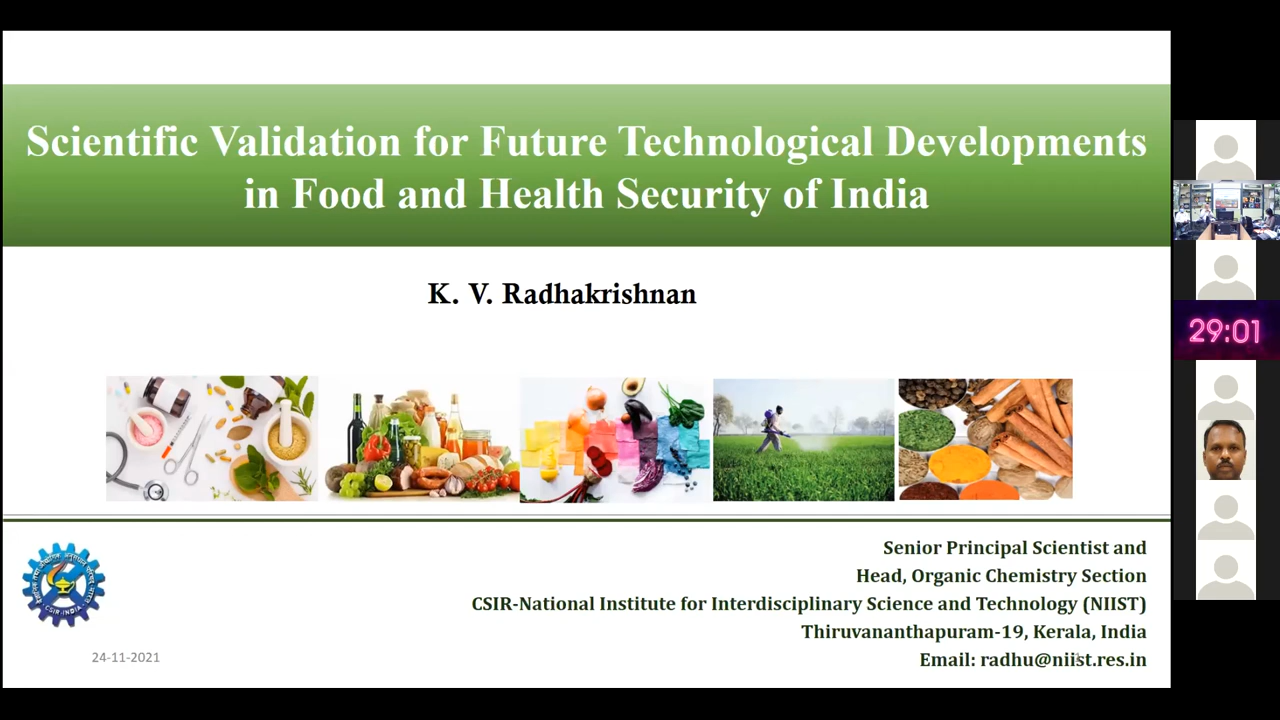 Scientific Validation for Future Technological Developments
in Food and Health Security of India
K. V. Radhakrishnan
29:01
CSIR-INDIA
Senior Principal Scientist and
Head, Organic Chemistry Section
CSIR-National Institute for Interdisciplinary Science and Technology (NIIST)
Thiruvananthapuram-19, Kerala, India
24-11-2021
Email: radhu@niist.res.in